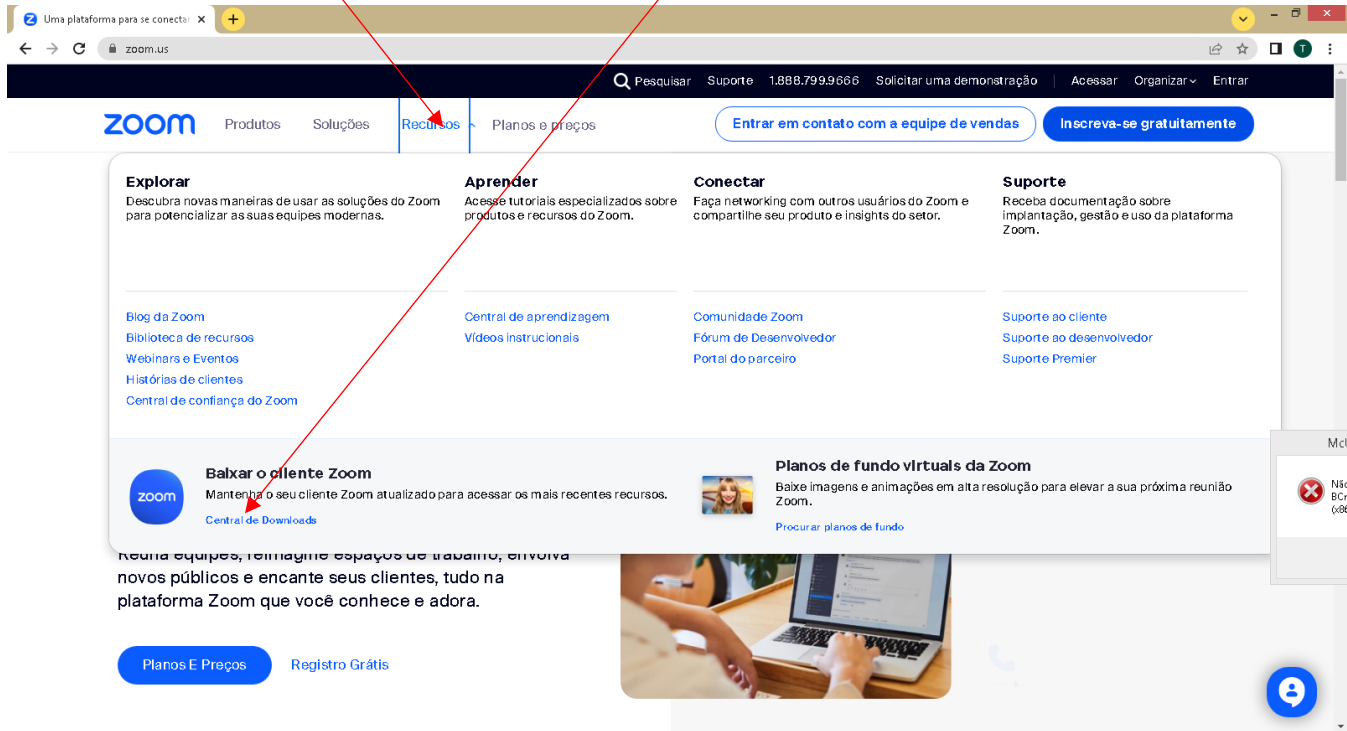 Uma plataforma para se conectar
zoom.us
Pesquisar Suporte 1.888.799.9666 Solicitar uma demonstração Acessar Organizar Entrar
zoom Produtos Soluções Recursos Planos e preços Entrar em contato com a equipe de vendas Inscreva-se gratuitamente
Explorar
Descubra novas maneiras de usar as soluções do Zoom
para potencializar as suas equipes modernas.
Blog da Zoom
Biblioteca de recursos
Webinars e Eventos
Histórias de clientes
Central de confiança do Zoom
Aprender
Acesse tutoriais especializados sobre
produtos e recursos do Zoom.
Central de aprendizagem
Vídeos instrucionais
Conectar
Faça networking com outros usuários do Zoom e
compartilhe seu produto e insights do setor.
Comunidade Zoom
Fórum de Desenvolvedor
Portal do parceiro
Suporte
Receba documentação sobre
implantação, gestão e uso da plataforma
Zoom.
Suporte ao cliente
Suporte ao desenvolvedor
Suporte Premier
zoom
Baixar o cliente Zoom
Mantenha o seu cliente Zoom atualizado para acessar os mais recentes recursos.
Central de Downloads
Planos de fundo virtuais da Zoom
Baixe imagens e animações em alta resolução para elevar a sua próxima reunião
Zoom.
Procurar planos de fundo
Reúna equipes, reimagine espaços de trabalho, envolva
novos públicos e encante seus clientes, tudo na
plataforma Zoom que você conhece e adora.
Planos E Preços Registro Grátis
T